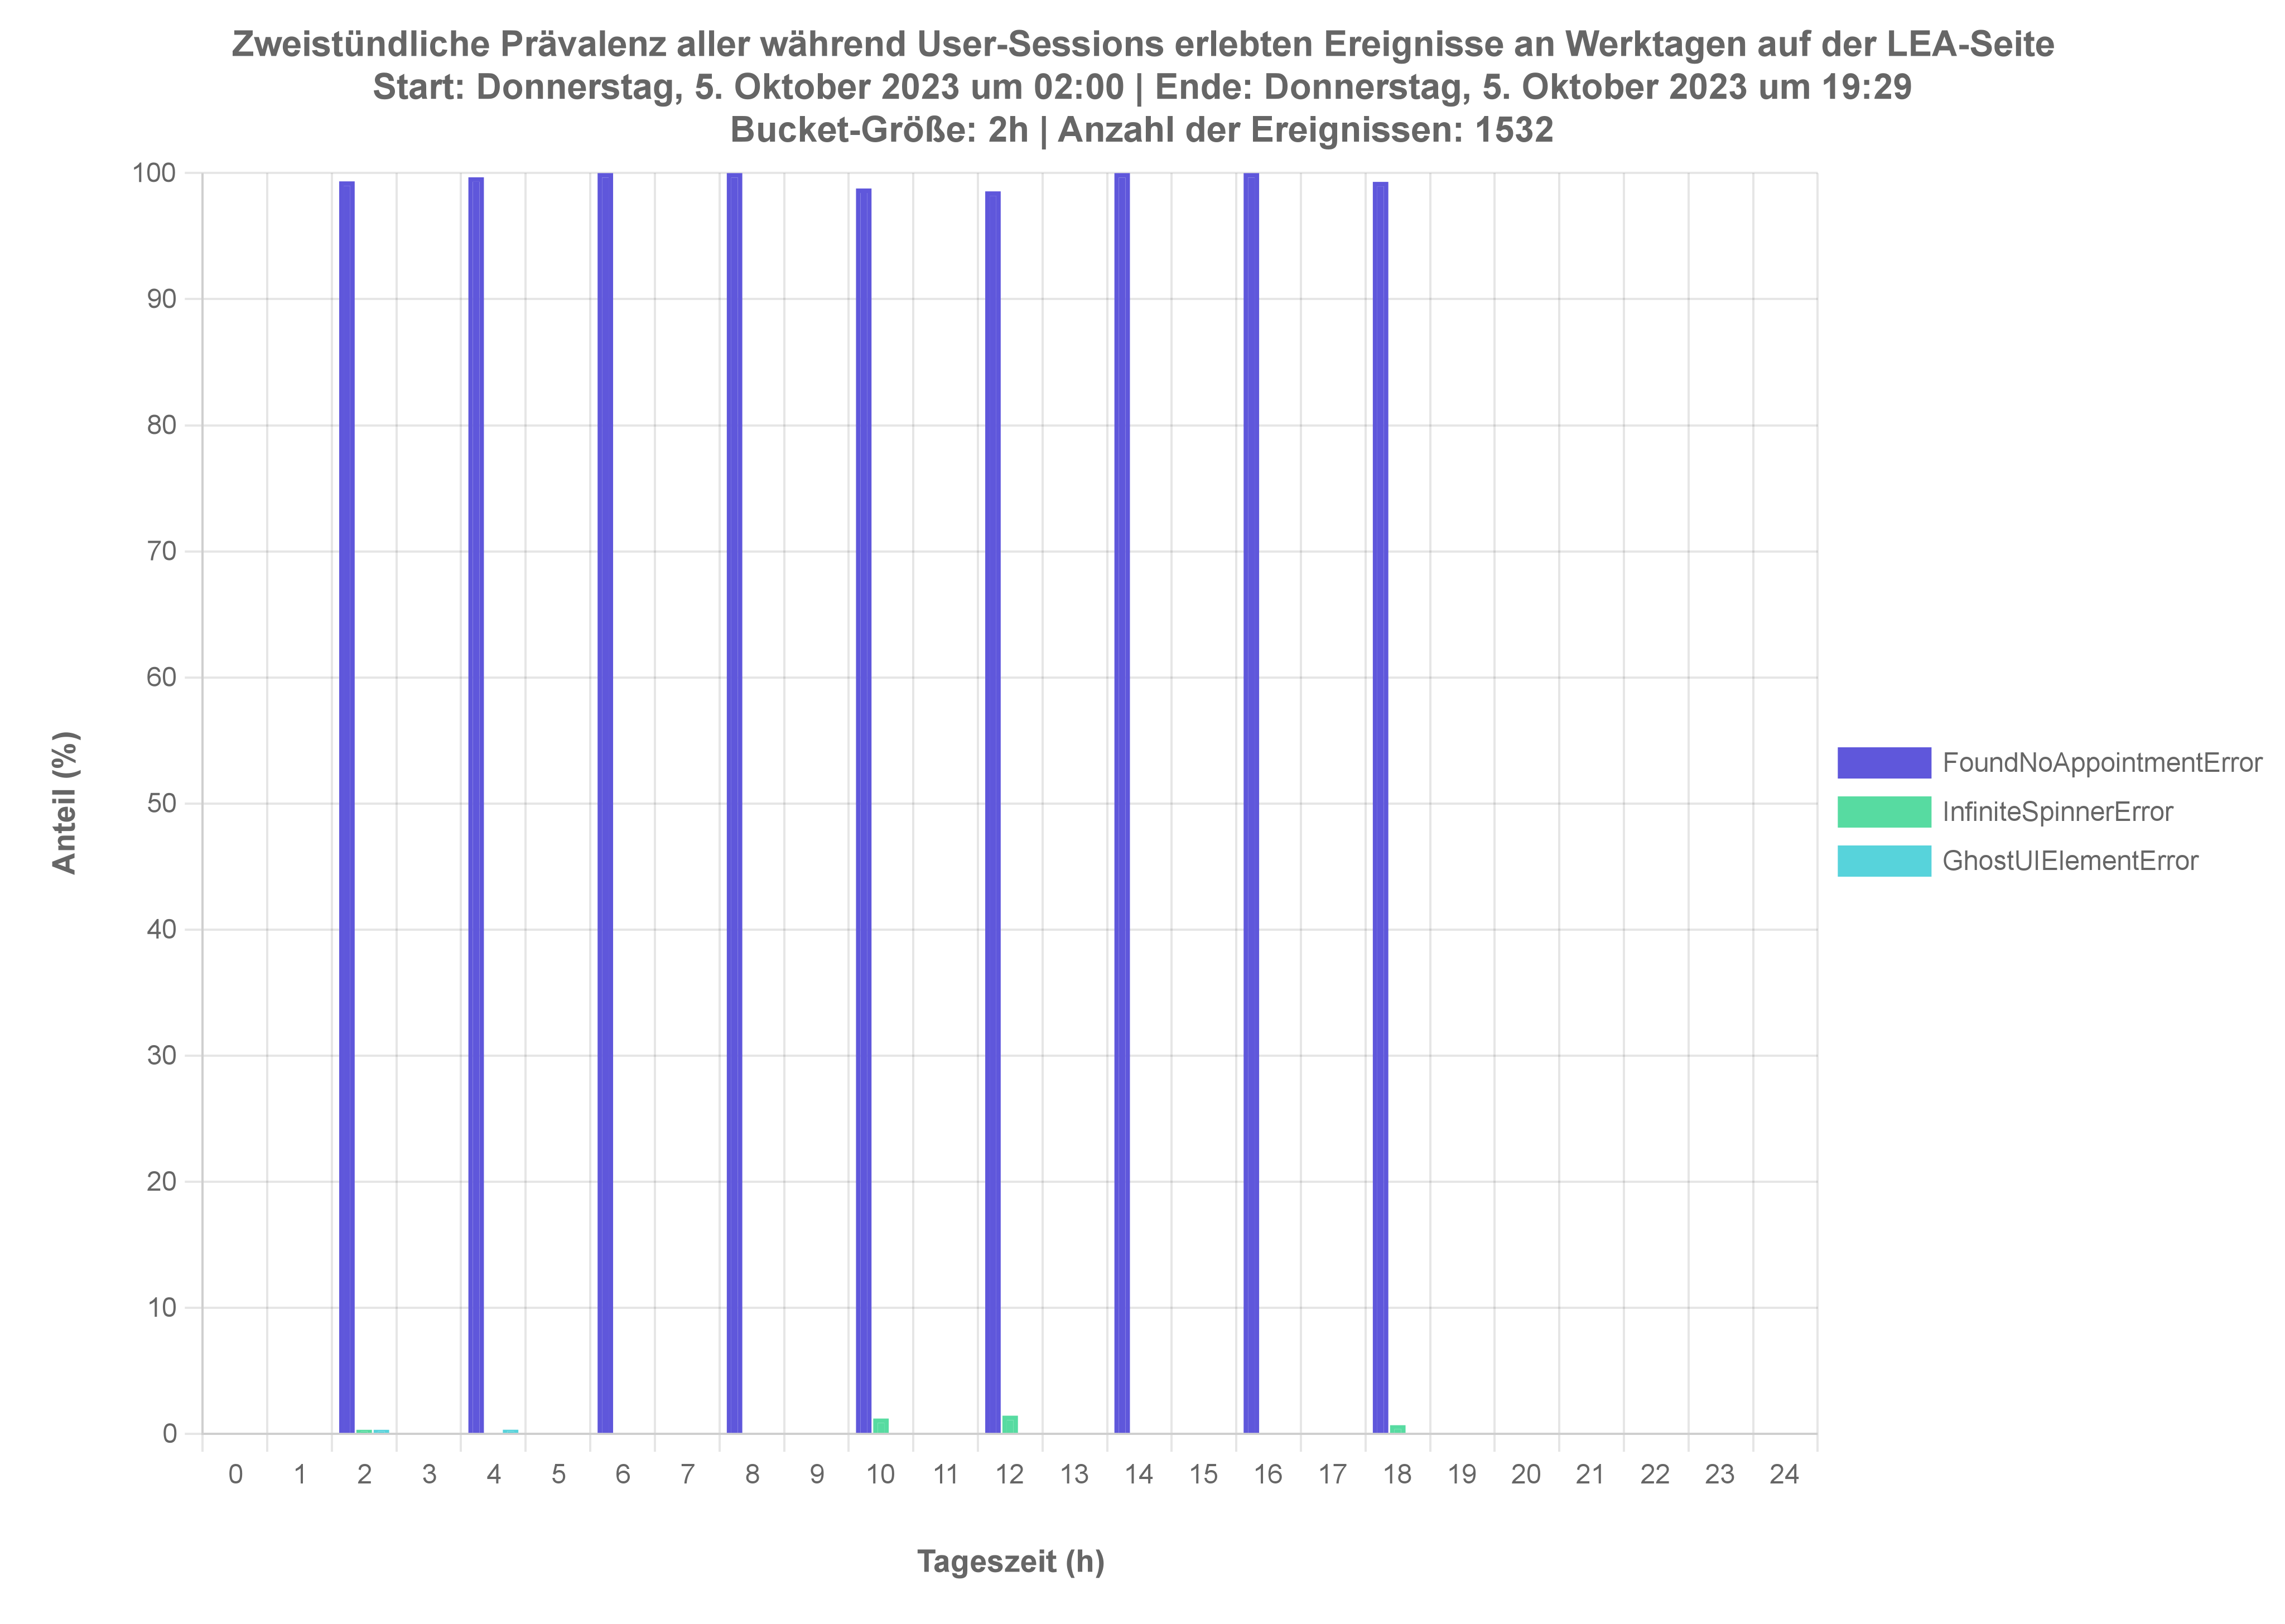 Zweistündliche Prävalenz aller während User-Sessions erlebten Ereignisse an Werktagen auf der LEA-Seite
Start: Donnerstag, 5. Oktober 2023 um 02:00 | Ende: Donnerstag, 5. Oktober 2023 um 19:29
Bucket-Größe: 2h | Anzahl der Ereignissen: 1532
100
90
80
70
60
50
40
30
20
10
0
Anteil (%)
FoundNoAppointmentError
InfiniteSpinnerError
GhostUIElementError
0 1 2 3 4 5 6 7 8 9 10 11 12 13 14 15 16 17 18 19 20 21 22 23 24
Tageszeit (h)